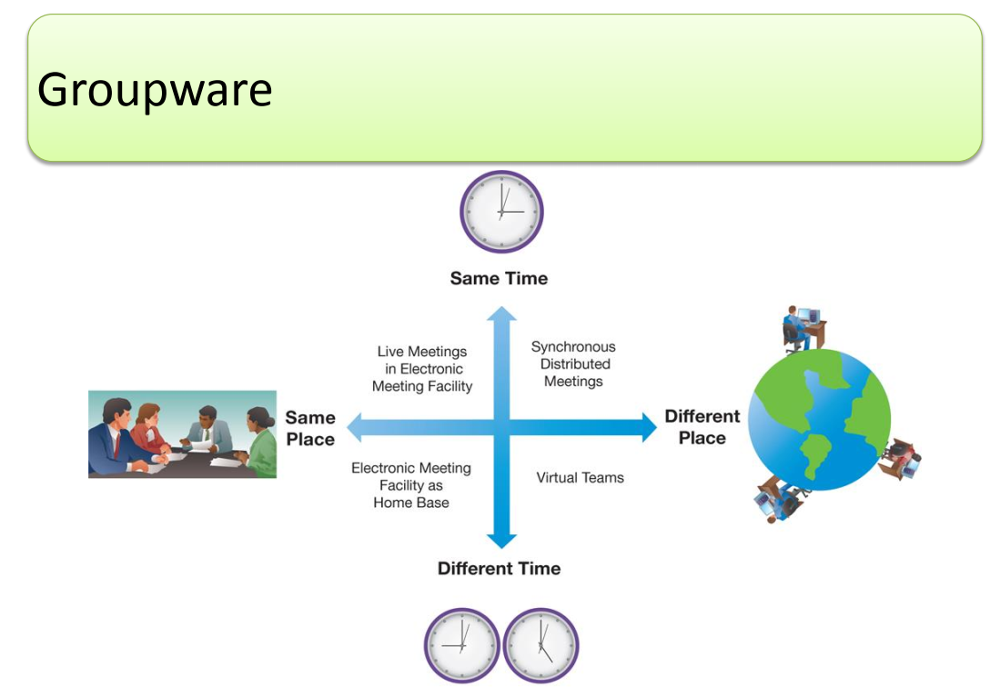 Groupware
Same Time
Live Meetings
in Electronic
Meeting Facility
Synchronous
Distributed
Meetings
Same
Place
Different
Place
Electronic Meeting
Facility as
Home Base
Virtual Teams
Different Time